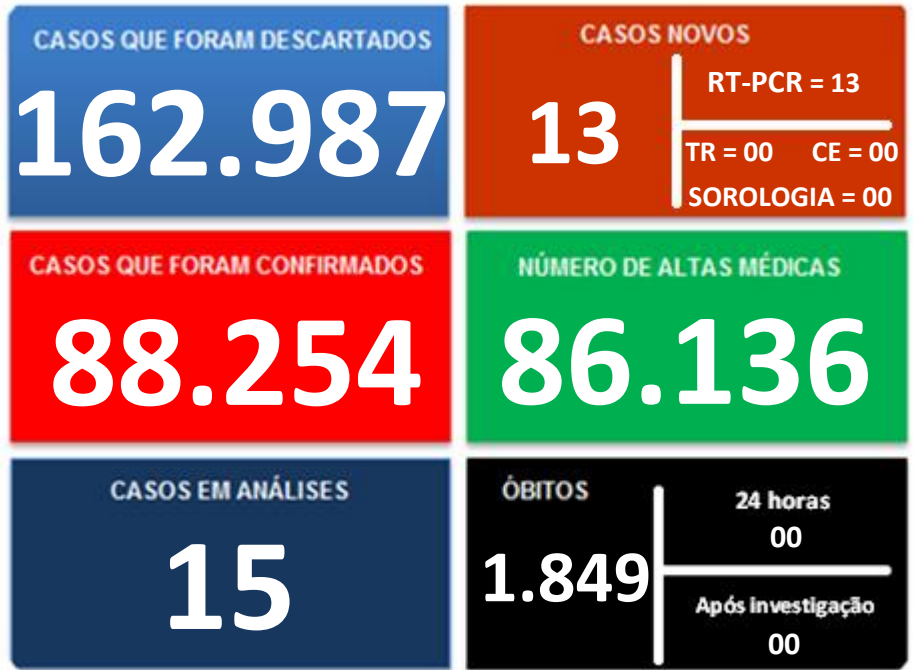 CASOS QUE FORAM DESCARTADOS
162.987
CASOS NOVOS
13
RT-PCR = 13
TR = 00 CE = 00
SOROLOGIA = 00
CASOS QUE FORAM CONFIRMADOS
88.254
NÚMERO DE ALTAS MÉDICAS
86.136
CASOS EM ANÁLISES
15
ÓBITOS
1.849
24 horas
00
Após investigação
00